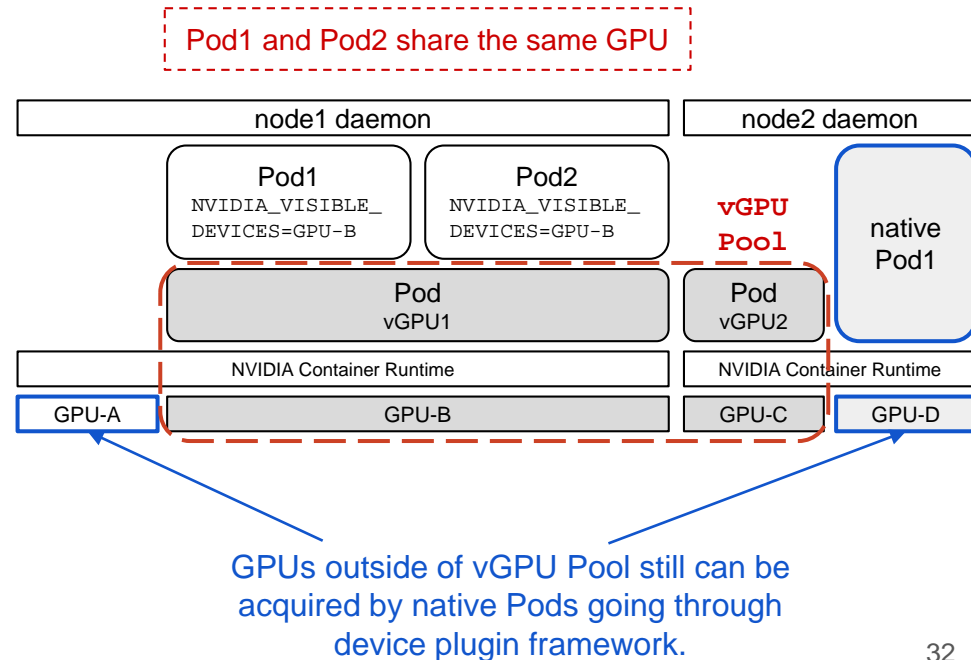 Pod1 and Pod2 share the same GPU
node1 daemon
node2 daemon
Pod1
NVIDIA_VISIBLE_
DEVICES=GPU-B
Pod2
NVIDIA_VISIBLE_
DEVICES=GPU-B
vGPU
Pool
native
Pod1
Pod
vGPU1
Pod
vGPU2
NVIDIA Container Runtime
NVIDIA Container Runtime
GPU-A
GPU-B
GPU-C
GPU-D
GPUs outside of vGPU Pool still can be
acquired by native Pods going through
device plugin framework.
32